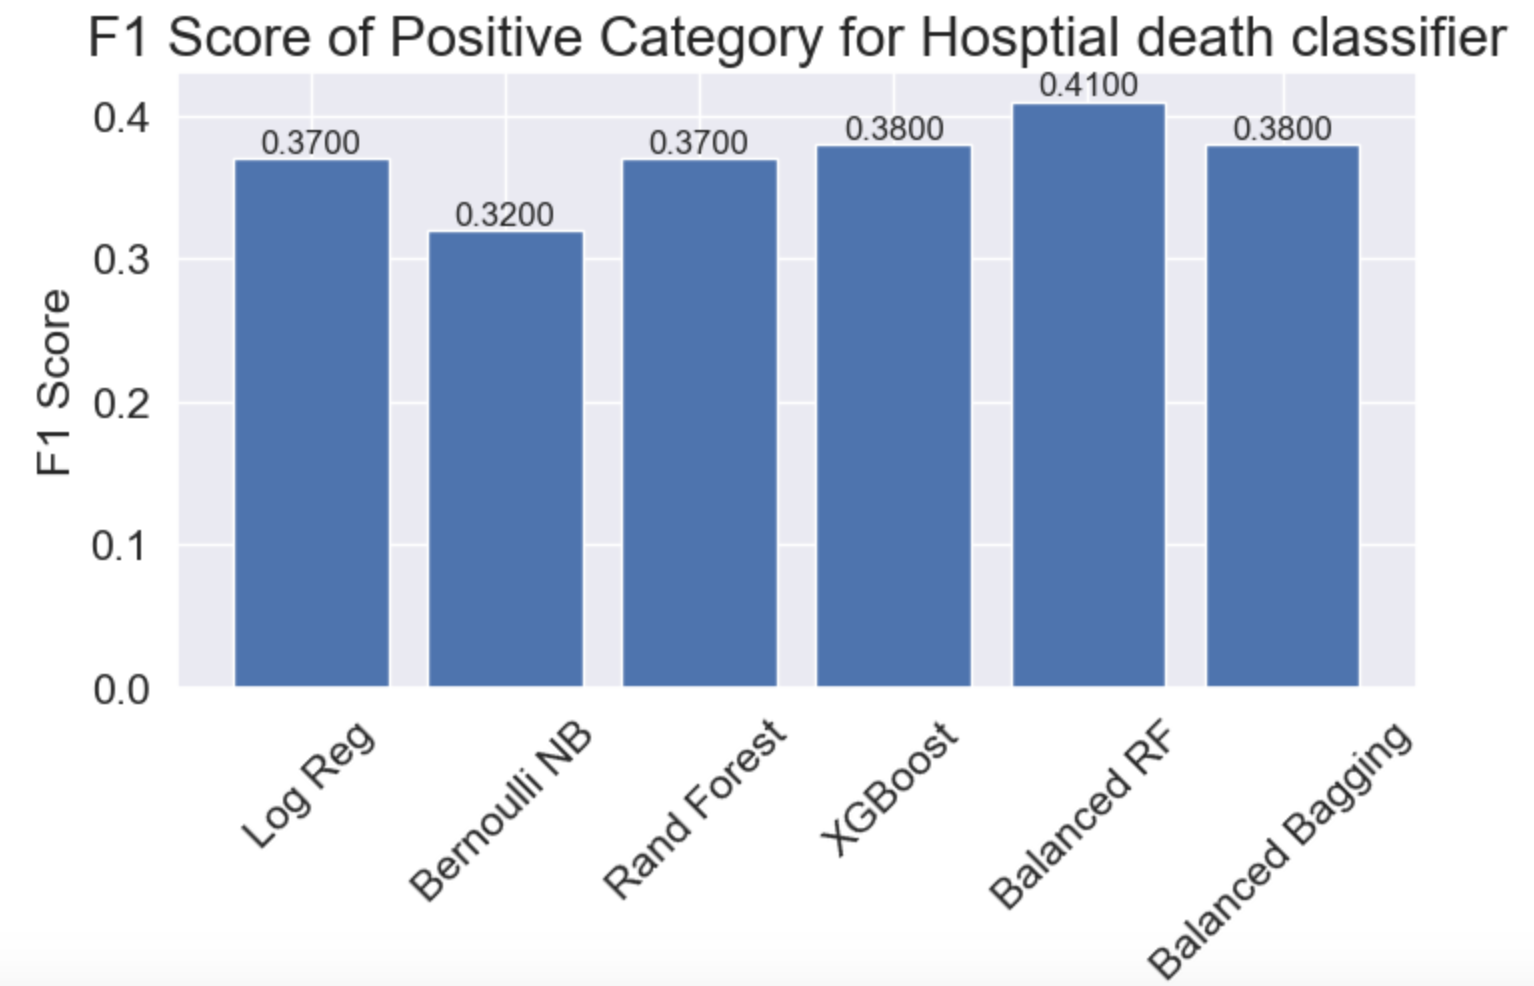 F1 Score of Positive Category for Hosptial death classifier
F1 Score
0.4
0.3
0.2
0.1
0.0
0.3700
0.3200
0.3700
0.3800
0.4100
0.3800
Log Reg
Bernoulli NB
Rand Forest
XGBoost
Balanced RF
Balanced Bagging